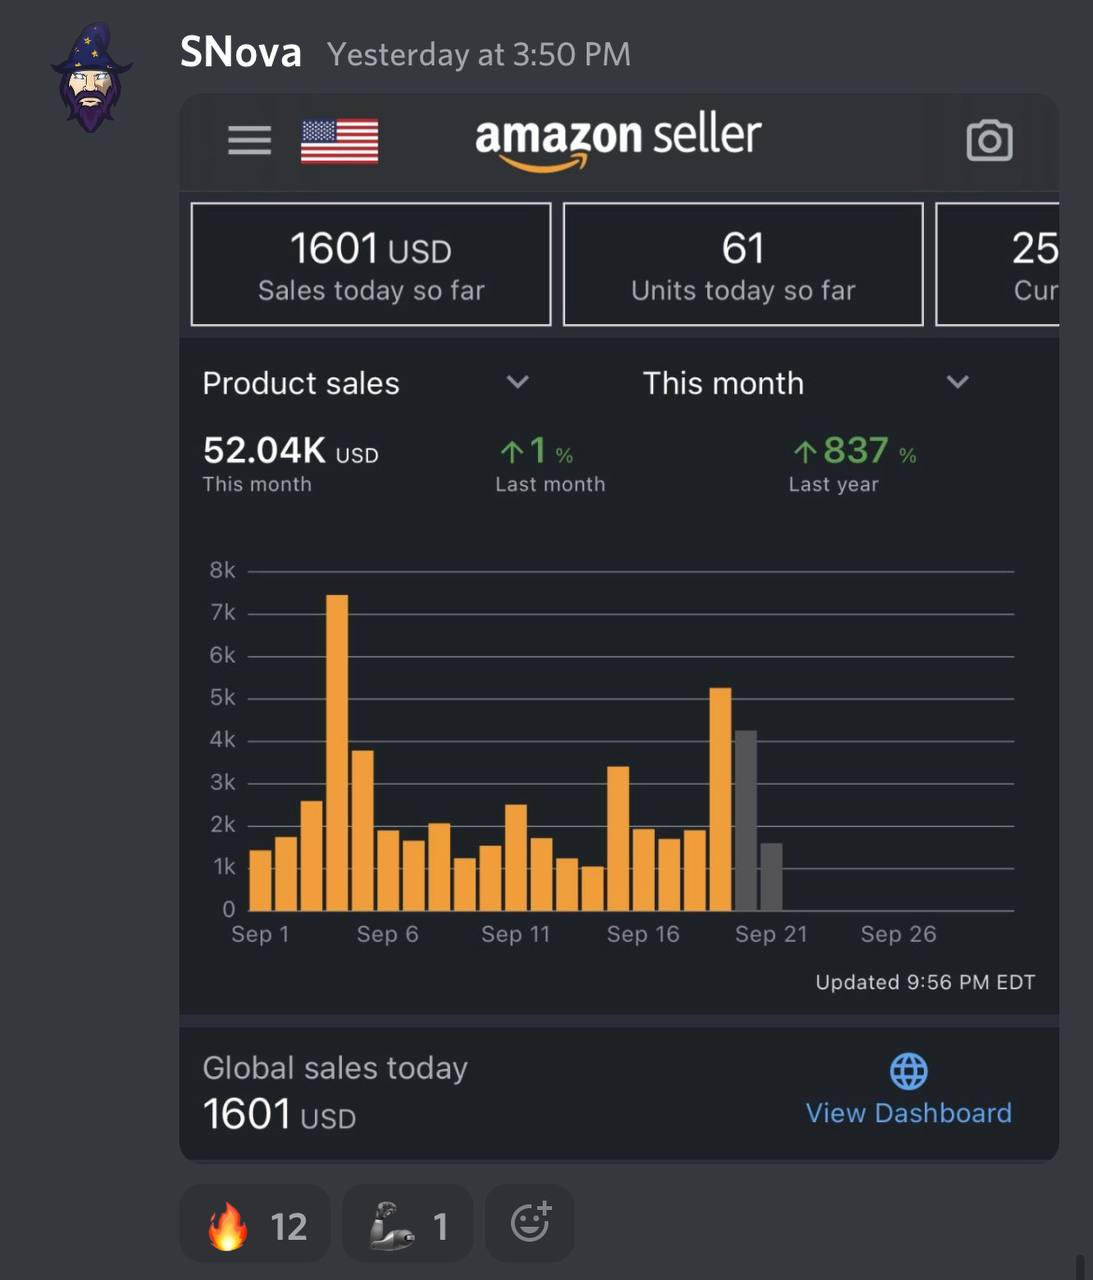 SNova Yesterday at 3:50 PM
amazon seller
1601 USD 61 25
Sales today so far Units today so far Cur
Product sales This month
52.04K USD ↑1 % ↑837 %
This month Last month Last year
8k
7k
6k
5k
4k
3k
2k
1k
0
Sep 1 Sep 6 Sep 11 Sep 16 Sep 21 Sep 26
Updated 9:56 PM EDT
Global sales today
1601 USD
View Dashboard
12 1